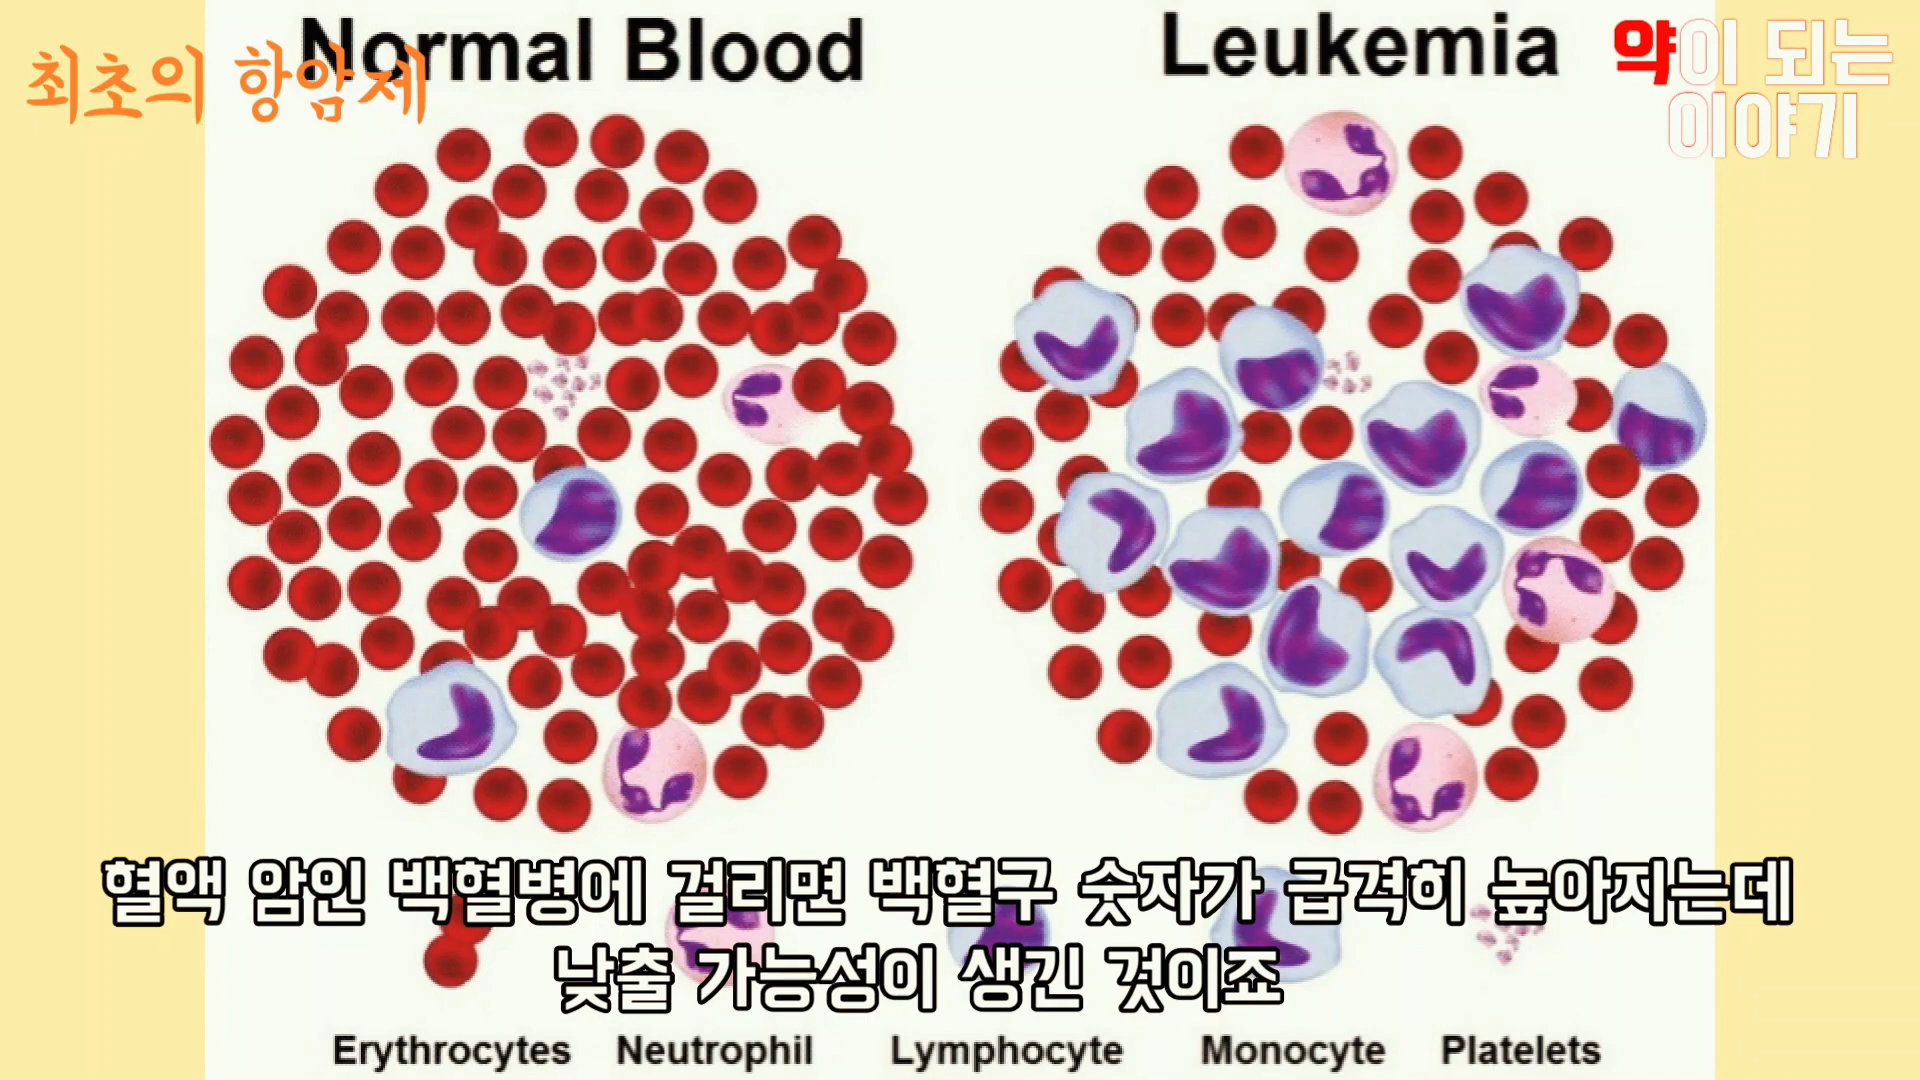 최초의 항암제
Normal Blood
Leukemia
약이 되는
이야기
혈액 암인 백혈병에 걸리면 백혈구 숫자가 급격히 높아지는데
낮출 가능성이 생긴 것이죠
Erythrocytes
Neutrophil
Lymphocyte
Monocyte
Platelets